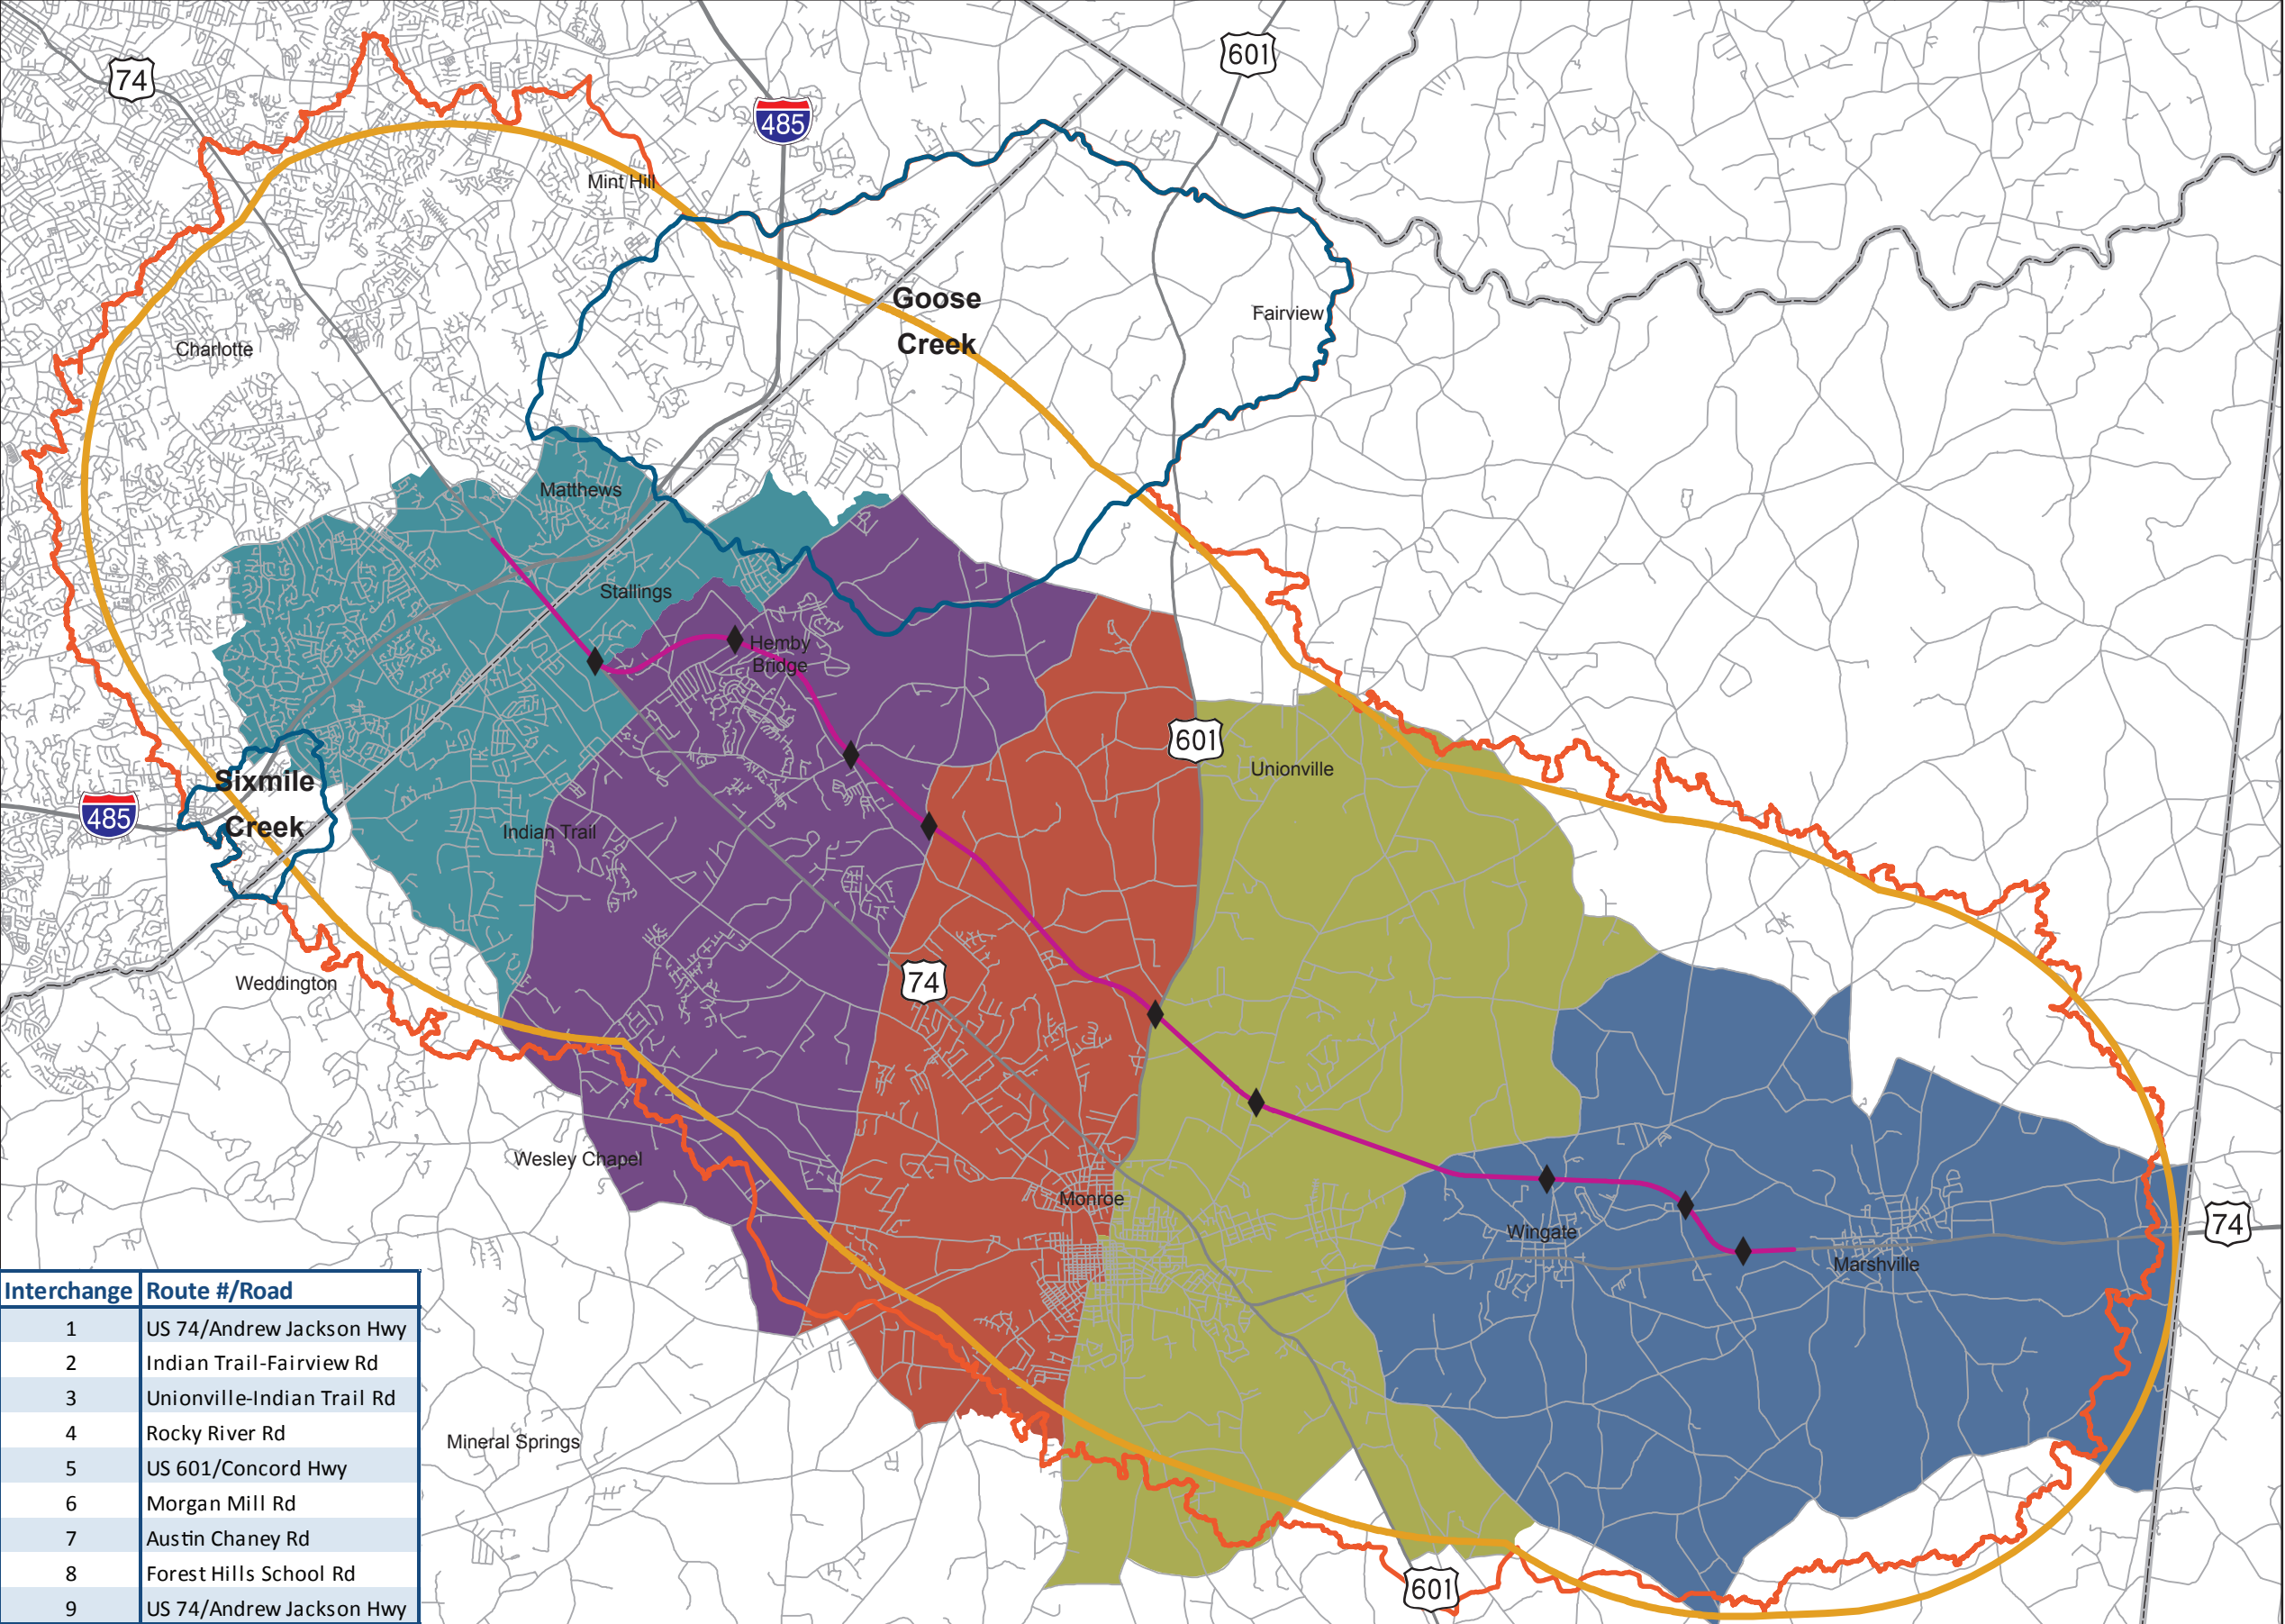 601
74
485
Mint Hill
Goose
Creek
Fairview
Charlotte
Matthews
Stallings
Hemby
Bridge
601
Unionville
Sixmile
Creek
485
Indian Trail
74
Weddington
Wesley Chapel
Monroe
Wingate
74
Marshville
Mineral Springs
601
Interchange Route #/Road
1 US 74/Andrew Jackson Hwy
2 Indian Trail-Fairview Rd
3 Unionville-Indian Trail Rd
4 Rocky River Rd
5 US 601/Concord Hwy
6 Morgan Mill Rd
7 Austin Chaney Rd
8 Forest Hills School Rd
9 US 74/Andrew Jackson Hwy